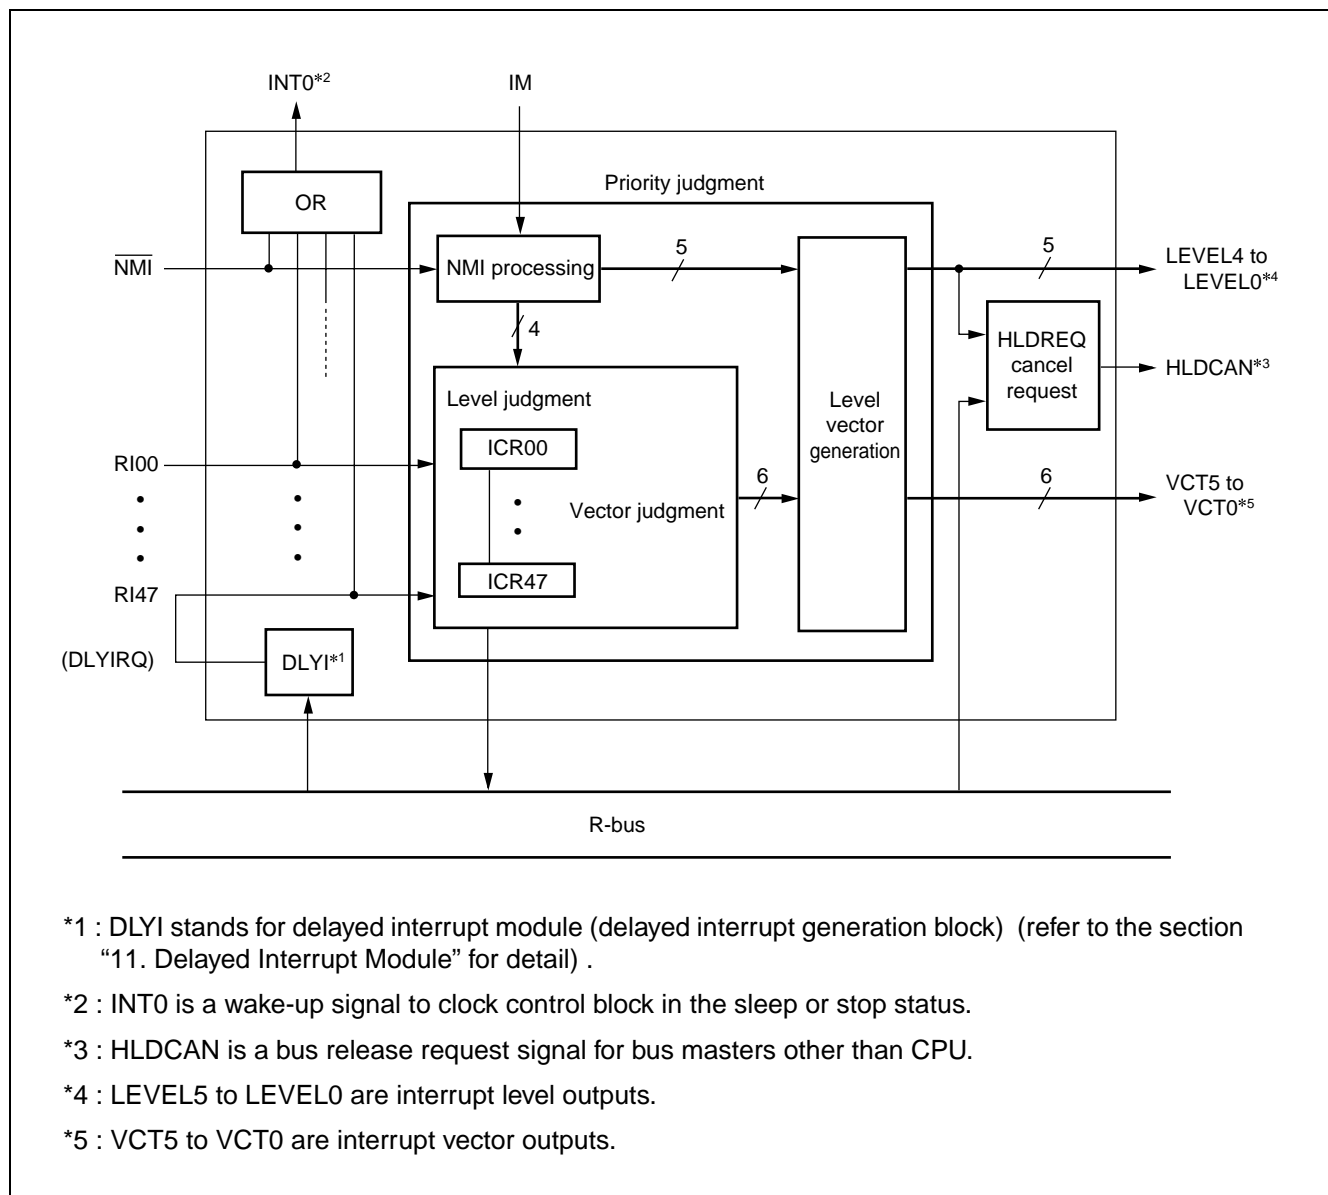 INT0*2
IM
Priority judgment
OR
NMI
NMI processing
5
5
LEVEL4 to
LEVEL0*4
4
HLDREQ
cancel
request
HLDCAN*3
Level judgment
ICR00
Level
vector
generation
RI00
6
6
VCT5 to
VCT0*5
Vector judgment
ICR47
RI47
(DLYIRQ)
DLYI*1
R-bus
*1 : DLYI stands for delayed interrupt module (delayed interrupt generation block) (refer to the section
“11. Delayed Interrupt Module” for detail) .
*2 : INT0 is a wake-up signal to clock control block in the sleep or stop status.
*3 : HLDCAN is a bus release request signal for bus masters other than CPU.
*4 : LEVEL5 to LEVEL0 are interrupt level outputs.
*5 : VCT5 to VCT0 are interrupt vector outputs.